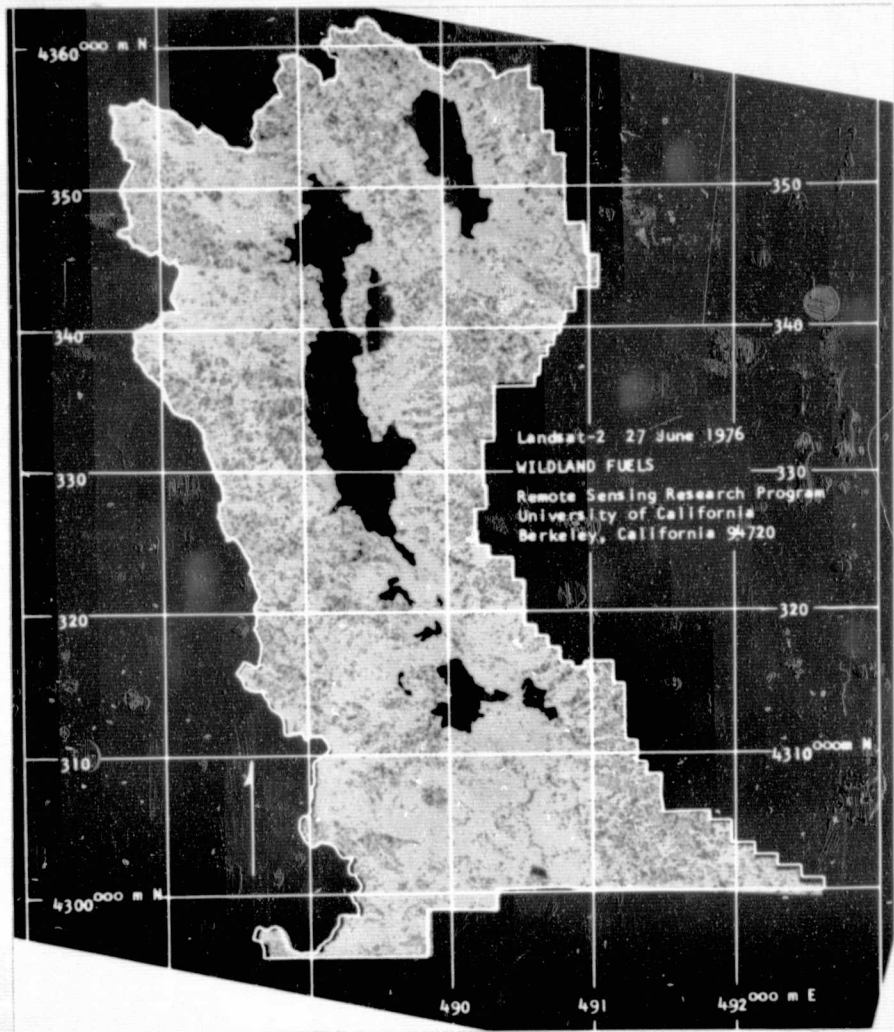 4360000 m N
350
350
340
340
Landsat-2 27 June 1976
WILDLAND FUELS
330
330
Remote Sensing Research Program
University of California
Berkeley, California 94720
320
320
310
4310000m N
4300000 m N
490
491
492000 m E